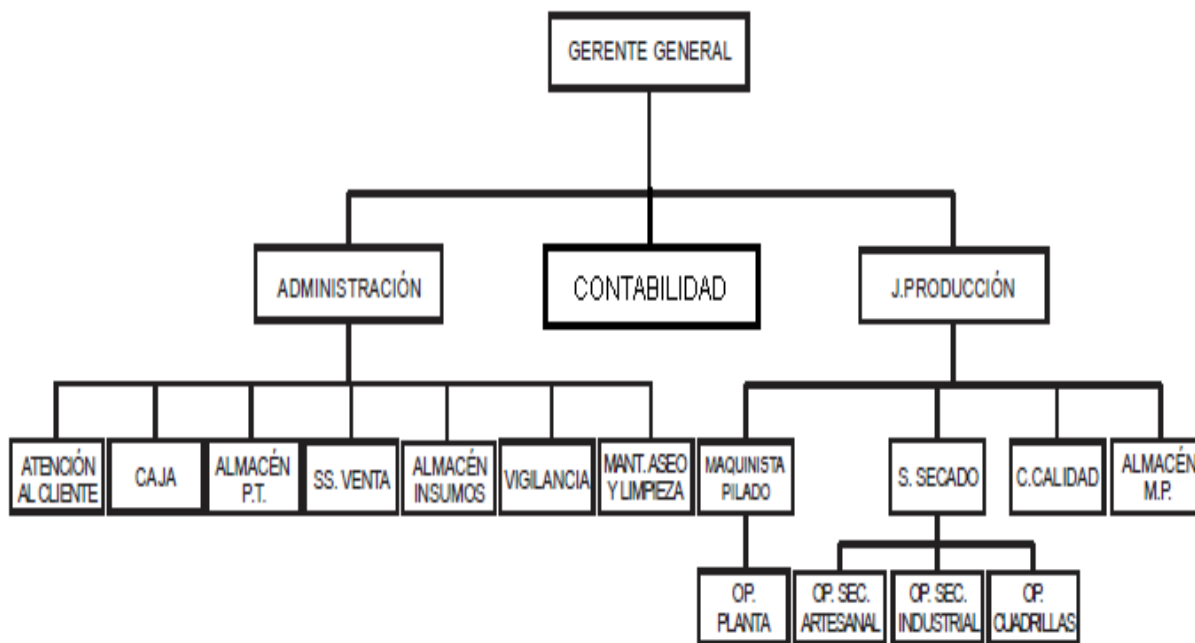 GERENTE GENERAL
ADMINISTRACIÓN
CONTABILIDAD
J.PRODUCCIÓN
ATENCIÓN
AL CLIENTE
CAJA
ALMACÉN
P.T.
SS. VENTA
ALMACÉN
INSUMOS
VIGILANCIA
MANT. ASEO
Y LIMPIEZA
MAQUINISTA
PILADO
S. SECADO
C.CALIDAD
ALMACÉN
M.P.
OP.
PLANTA
OP. SEC.
ARTESANAL
OP. SEC.
INDUSTRIAL
OP.
CUADRILLAS